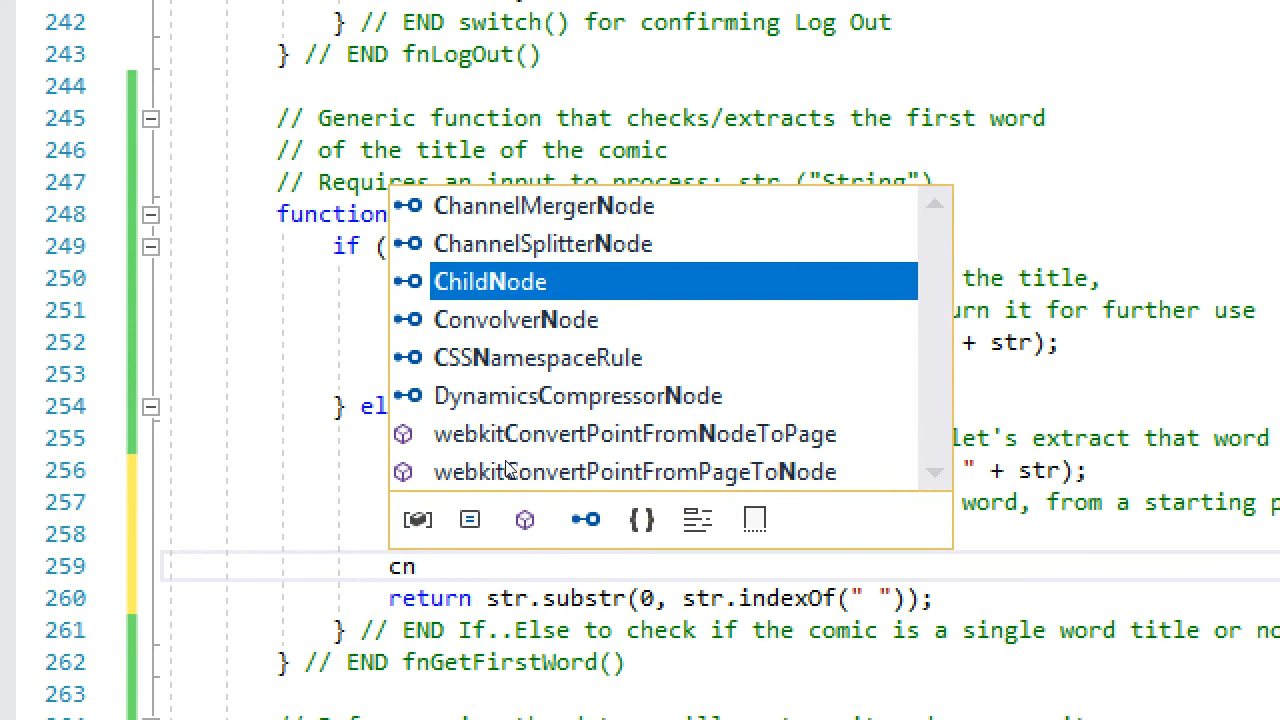 242 } // END switch() for confirming Log Out
243 } // END fnLogOut()
244
245 // Generic function that checks/extracts the first word
246 // of the title of the comic
247 // Requires an input to process: str ("String")
248 function
249 if (
250 the title,
251 urn it for further use
252 + str);
253
254 } el
255 let's extract that word
256 " + str);
257 word, from a starting p
258
259 cn
260 return str.substr(0, str.indexOf(" "));
261 } // END If..Else to check if the comic is a single word title or no
262 } // END fnGetFirstWord()
263
ChannelMergerNode
ChannelSplitterNode
ChildNode
ConvolverNode
CSSNamespaceRule
DynamicsCompressorNode
webkitConvertPointFromNodeToPage
webkitConvertPointFromPageToNode